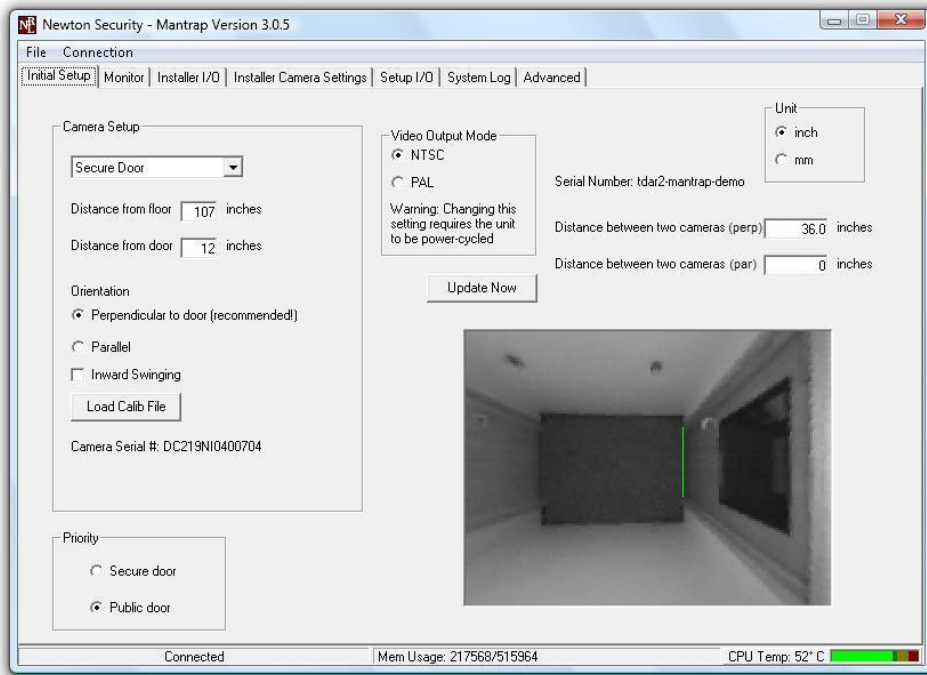 Newton Security - Mantrap Version 3.0.5
File Connection
Initial Setup Monitor Installer I/O Installer Camera Settings Setup I/O System Log Advanced
Camera Setup
Secure Door
Distance from floor 107 inches
Distance from door 12 inches
Orientation
Perpendicular to door (recommended!)
Parallel
Inward Swinging
Load Calib File
Camera Serial #: DC219NI0400704
Priority
Secure door
Public door
Video Output Mode
NTSC
PAL
Warning: Changing this
setting requires the unit
to be power-cycled
Update Now
Unit
inch
mm
Serial Number: tdar2-mantrap-demo
Distance between two cameras (perp) 36.0 inches
Distance between two cameras (par) 0 inches
Connected
Mem Usage: 217568/515964
CPU Temp: 52° C